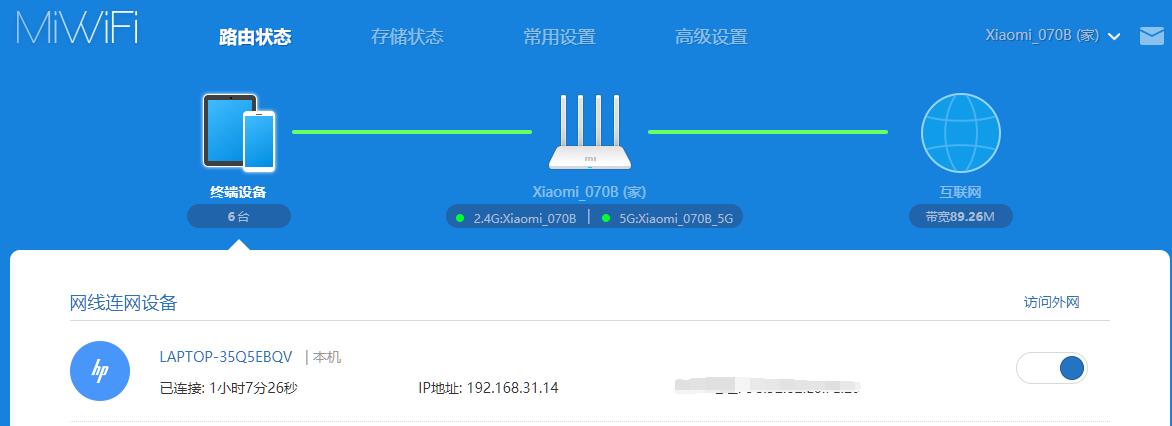 MiWiFi
路由状态 存储状态 常用设置 高级设置 Xiaomi_070B (家)
mi
终端设备 Xiaomi_070B (家) 互联网
6台 2.4G:Xiaomi_070B | 5G:Xiaomi_070B_5G 带宽89.26M
网线连网设备 访问外网
hp
LAPTOP-35Q5EBQV | 本机
已连接: 1小时7分26秒 IP地址: 192.168.31.14